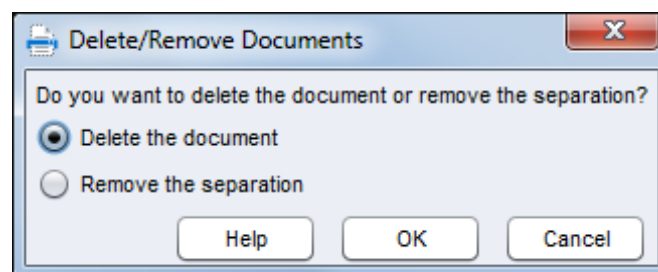 Delete/Remove Documents
Do you want to delete the document or remove the separation?
Delete the document
Remove the separation
Help OK Cancel